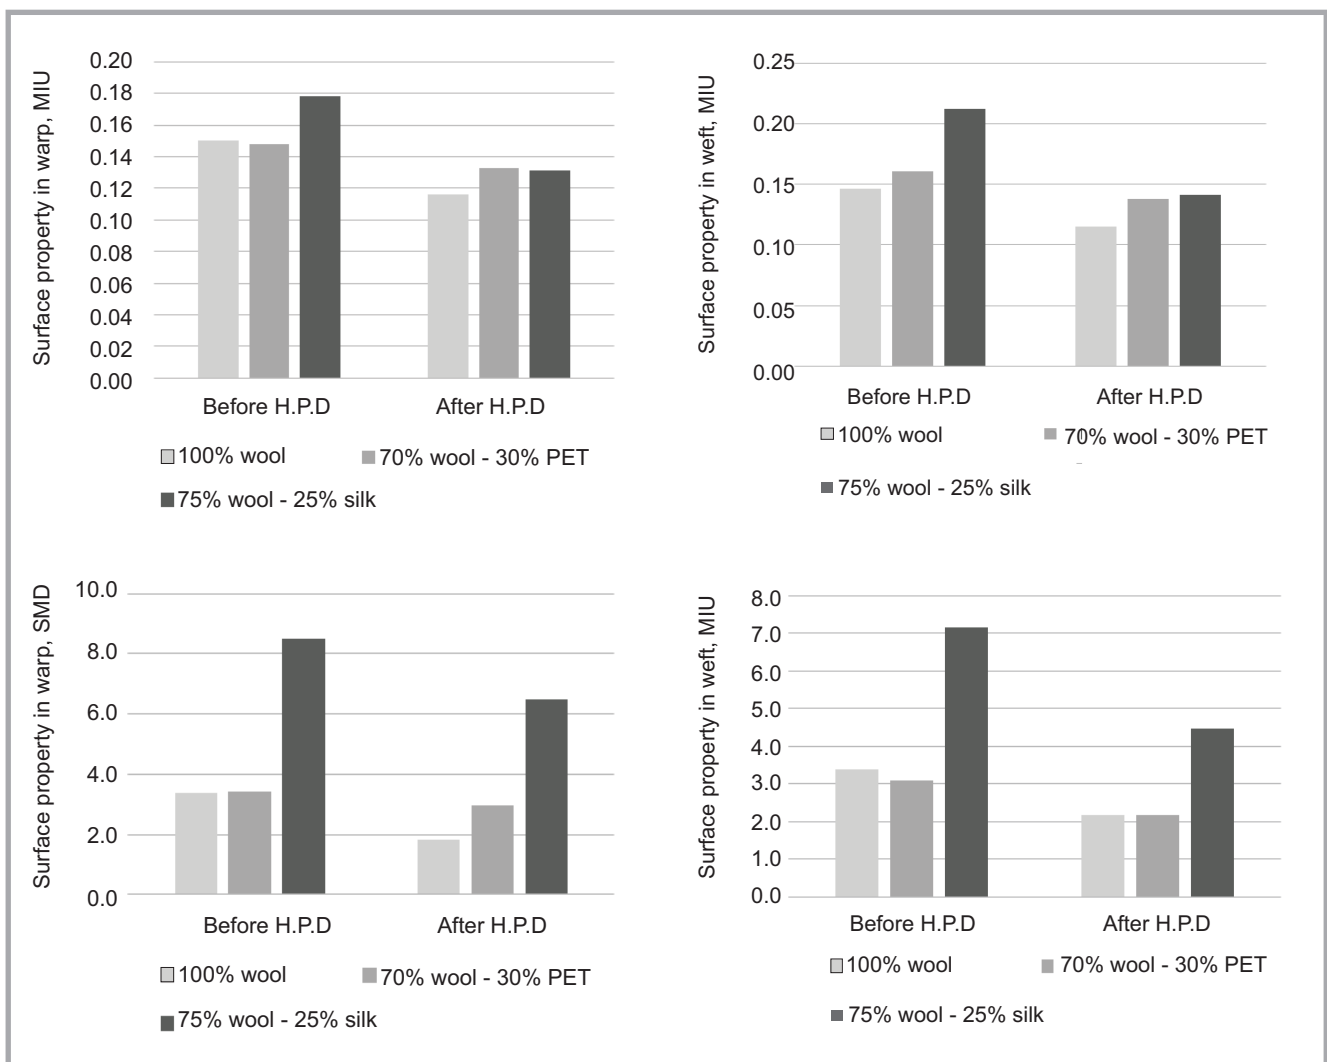 Surface property in warp, MIU
0.20
0.18
0.16
0.14
0.12
0.10
0.08
0.06
0.04
0.02
0.00
Before H.P.D
After H.P.D
100% wool
70% wool - 30% PET
75% wool - 25% silk
Surface property in weft, MIU
0.25
0.20
0.15
0.10
0.05
0.00
Before H.P.D
After H.P.D
100% wool
70% wool - 30% PET
75% wool - 25% silk
Surface property in warp, SMD
10.0
8.0
6.0
4.0
2.0
0.0
Before H.P.D
After H.P.D
100% wool
70% wool - 30% PET
75% wool - 25% silk
Surface property in weft, MIU
8.0
7.0
6.0
5.0
4.0
3.0
2.0
1.0
0.0
Before H.P.D
After H.P.D
100% wool
70% wool - 30% PET
75% wool - 25% silk